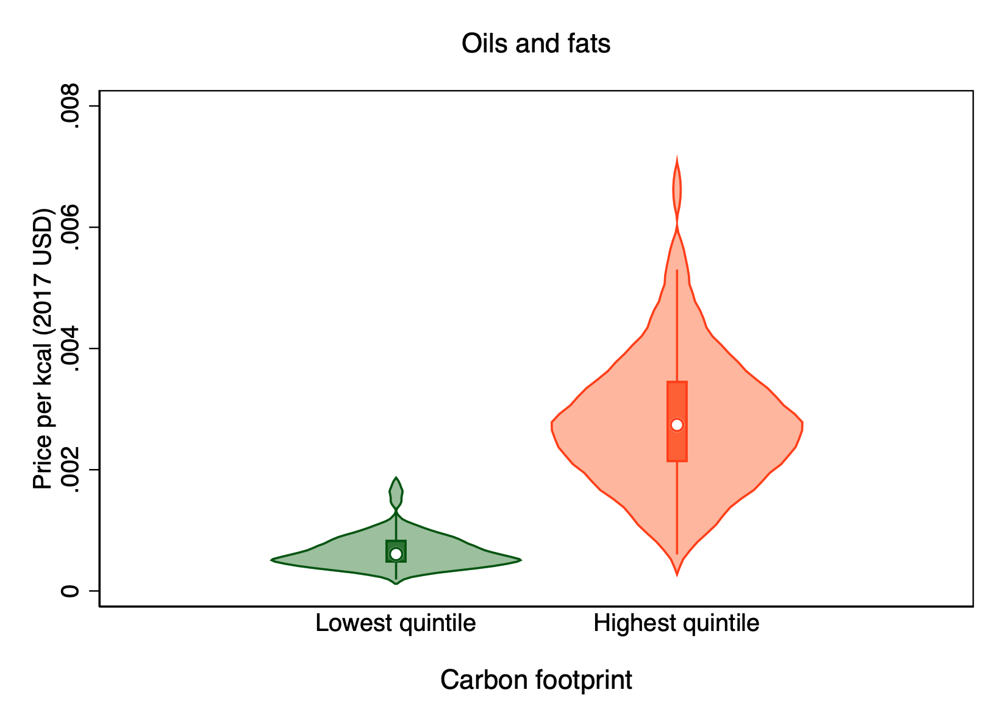 Oils and fats
Price per kcal (2017 USD)
.008
.006
.004
.002
0
Lowest quintile
Highest quintile
Carbon footprint